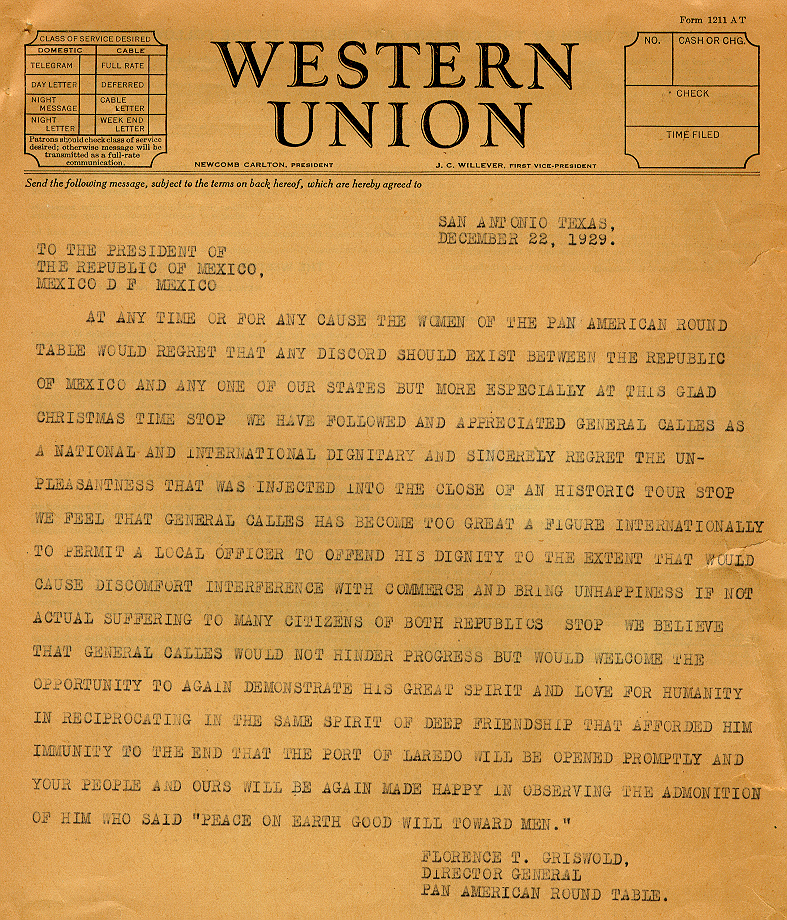 Form 1211 A T
CLASS OF SERVICE DESIRED
DOMESTIC CABLE
TELEGRAM FULL RATE
DAY LETTER DEFERRED
NIGHT MESSAGE CABLE LETTER
NIGHT LETTER WEEK END LETTER
Patrons should check class of service
desired; otherwise message will be
transmitted as a full-rate
communication.
WESTERN
UNION
NEWCOMB CARLTON, PRESIDENT J. C. WILLEVER, FIRST VICE-PRESIDENT
NO. CASH OR CHG.
CHECK
TIME FILED
Send the following message, subject to the terms on back hereof, which are hereby agreed to
SAN ANTONIO TEXAS,
DECEMBER 22, 1929.
TO THE PRESIDENT OF
THE REPUBLIC OF MEXICO,
MEXICO D F MEXICO
AT ANY TIME OR FOR ANY CAUSE THE WOMEN OF THE PAN AMERICAN ROUND
TABLE WOULD REGRET THAT ANY DISCORD SHOULD EXIST BETWEEN THE REPUBLIC
OF MEXICO AND ANY ONE OF OUR STATES BUT MORE ESPECIALLY AT THIS GLAD
CHRISTMAS TIME STOP WE HAVE FOLLOWED AND APPRECIATED GENERAL CALLES AS
A NATIONAL AND INTERNATIONAL DIGNITARY AND SINCERELY REGRET THE UN-
PLEASANTNESS THAT WAS INJECTED INTO THE CLOSE OF AN HISTORIC TOUR STOP
WE FEEL THAT GENERAL CALLES HAS BECOME TOO GREAT A FIGURE INTERNATIONALLY
TO PERMIT A LOCAL OFFICER TO OFFEND HIS DIGNITY TO THE EXTENT THAT WOULD
CAUSE DISCOMFORT INTERFERENCE WITH COMMERCE AND BRING UNHAPPINESS IF NOT
ACTUAL SUFFERING TO MANY CITIZENS OF BOTH REPUBLICS STOP WE BELIEVE
THAT GENERAL CALLES WOULD NOT HINDER PROGRESS BUT WOULD WELCOME THE
OPPORTUNITY TO AGAIN DEMONSTRATE HIS GREAT SPIRIT AND LOVE FOR HUMANITY
IN RECIPROCATING IN THE SAME SPIRIT OF DEEP FRIENDSHIP THAT AFFORDED HIM
IMMUNITY TO THE END THAT THE PORT OF LAREDO WILL BE OPENED PROMPTLY AND
YOUR PEOPLE AND OURS WILL BE AGAIN MADE HAPPY IN OBSERVING THE ADMONITION
OF HIM WHO SAID "PEACE ON EARTH GOOD WILL TOWARD MEN."
FLORENCE T. GRISWOLD,
DIRECTOR GENERAL
PAN AMERICAN ROUND TABLE.